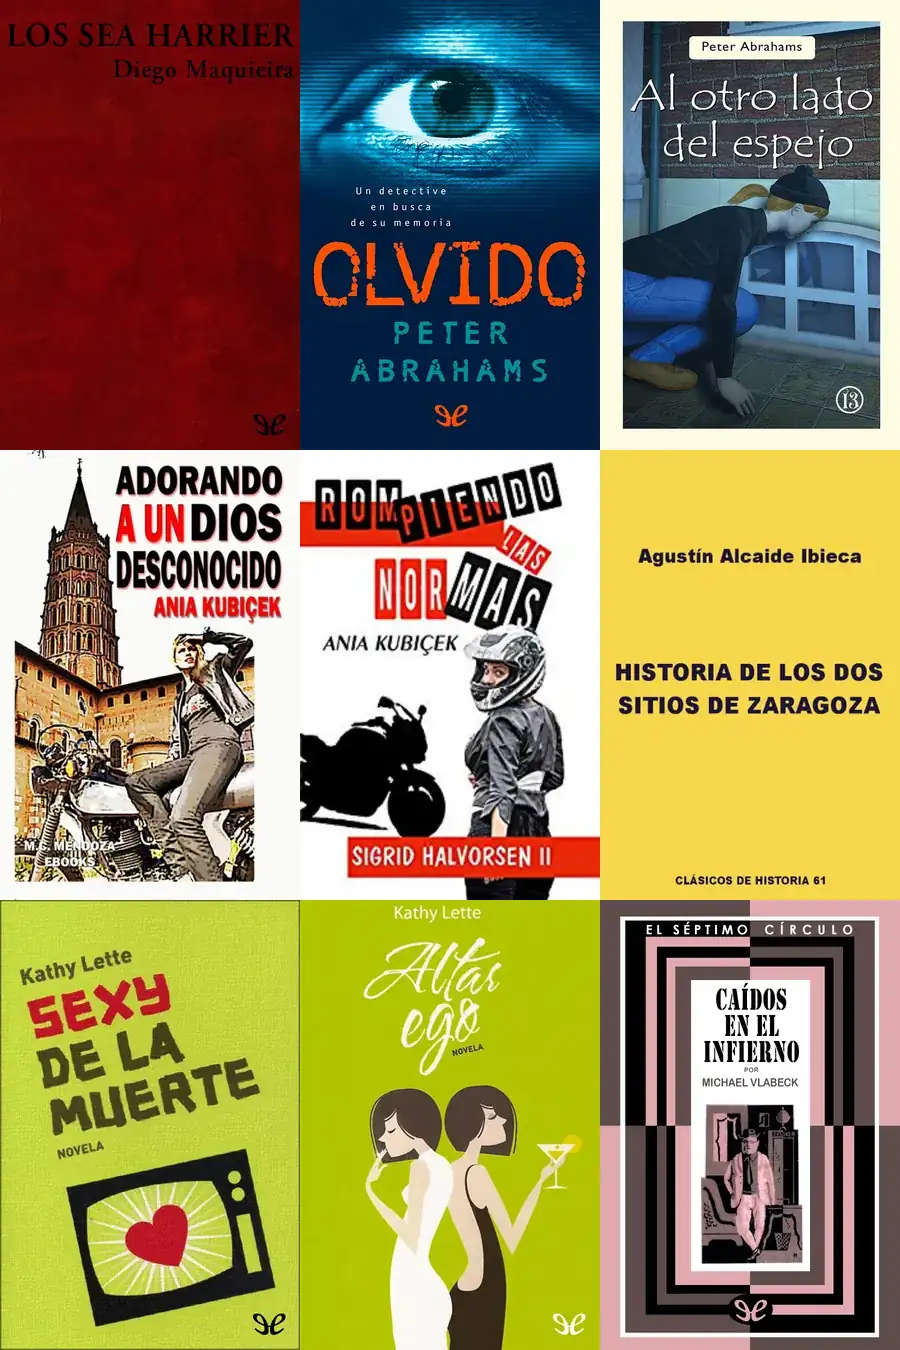 LOS SEA HARRIER
Diego Maquieira
Un detective
en busca
de su memoria
OLVIDO
PETER
ABRAHAMS
Peter Abrahams
Al otro lado
del espejo
13
ADORANDO
A UN DIOS
DESCONOCIDO
ANIA KUBIÇEK
M.C. MENDOZA
EBOOKS
ROMPIENDO
LAS
NORMAS
ANIA KUBIÇEK
SIGRID HALVORSEN II
Agustín Alcaide Ibieca
HISTORIA DE LOS DOS
SITIOS DE ZARAGOZA
CLÁSICOS DE HISTORIA 61
Kathy Lette
SEXY
DE LA
MUERTE
NOVELA
Kathy Lette
Altar
ego
NOVELA
EL SÉPTIMO CÍRCULO
CAÍDOS
EN EL
INFIERNO
POR
MICHAEL VLABECK